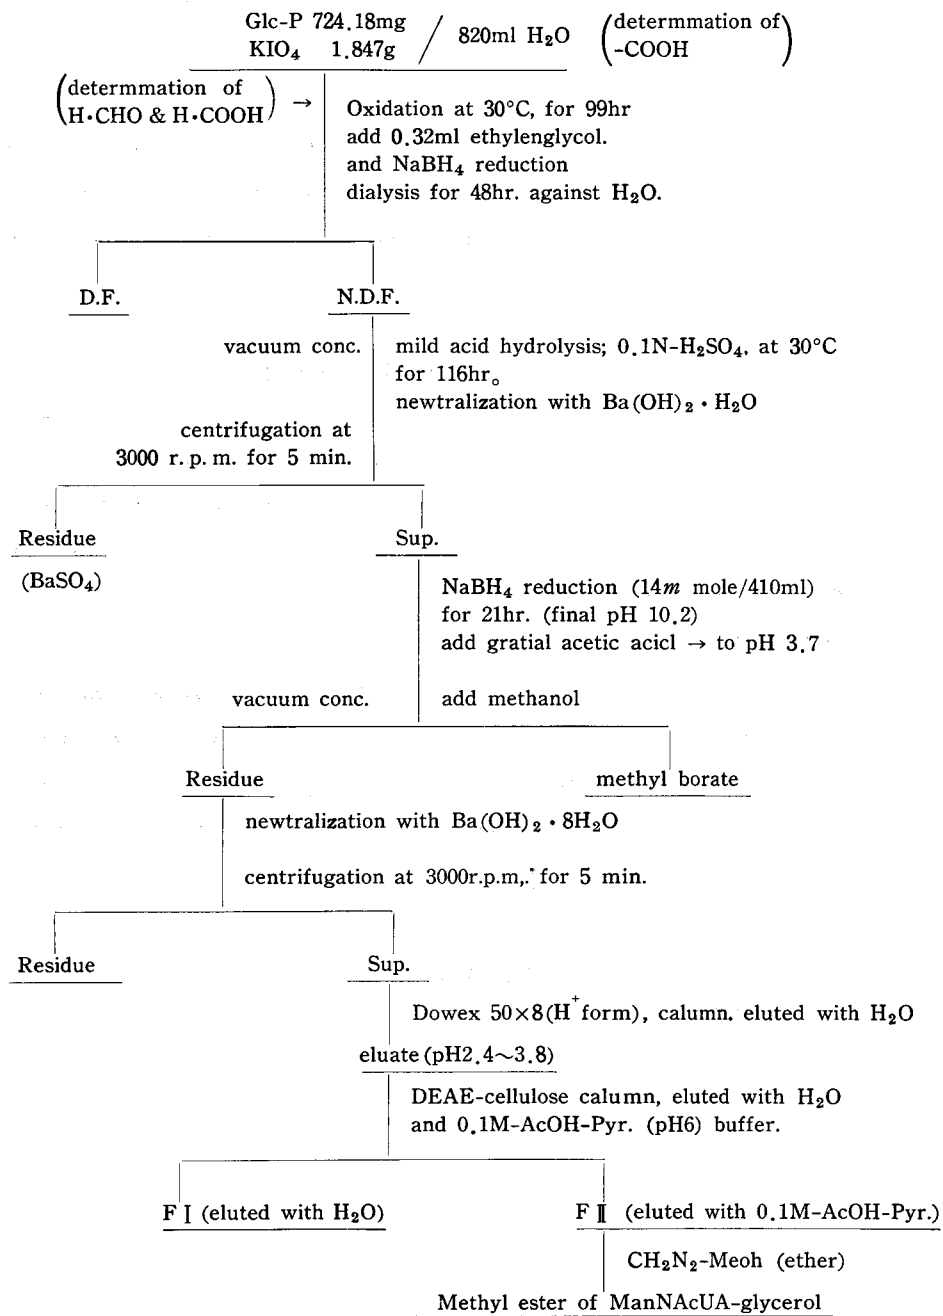 Glc-P 724.18mg
KIO4 1.847g / 820ml H2O (determmation of -COOH)
(determmation of H·CHO & H·COOH) →
Oxidation at 30°C, for 99hr
add 0.32ml ethylenglycol.
and NaBH4 reduction
dialysis for 48hr. against H2O.
D.F.
N.D.F.
vacuum conc.
mild acid hydrolysis; 0.1N-H2SO4, at 30°C
for 116hr。
newtralization with Ba(OH)2・H2O
centrifugation at
3000 r.p.m. for 5 min.
Residue
(BaSO4)
Sup.
NaBH4 reduction (14m mole/410ml)
for 21hr. (final pH 10.2)
add gratial acetic acicl → to pH 3.7
vacuum conc.
add methanol
Residue
methyl borate
newtralization with Ba(OH)2・8H2O
centrifugation at 3000r.p.m,. for 5 min.
Residue
Sup.
Dowex 50×8(H+form), calumn. eluted with H2O
eluate(pH2.4~3.8)
DEAE-cellulose calumn, eluted with H2O
and 0.1M-AcOH-Pyr. (pH6) buffer.
F Ⅰ (eluted with H2O)
F Ⅱ (eluted with 0.1M-AcOH-Pyr.)
CH2N2-Meoh (ether)
Methyl ester of ManNAcUA-glycerol